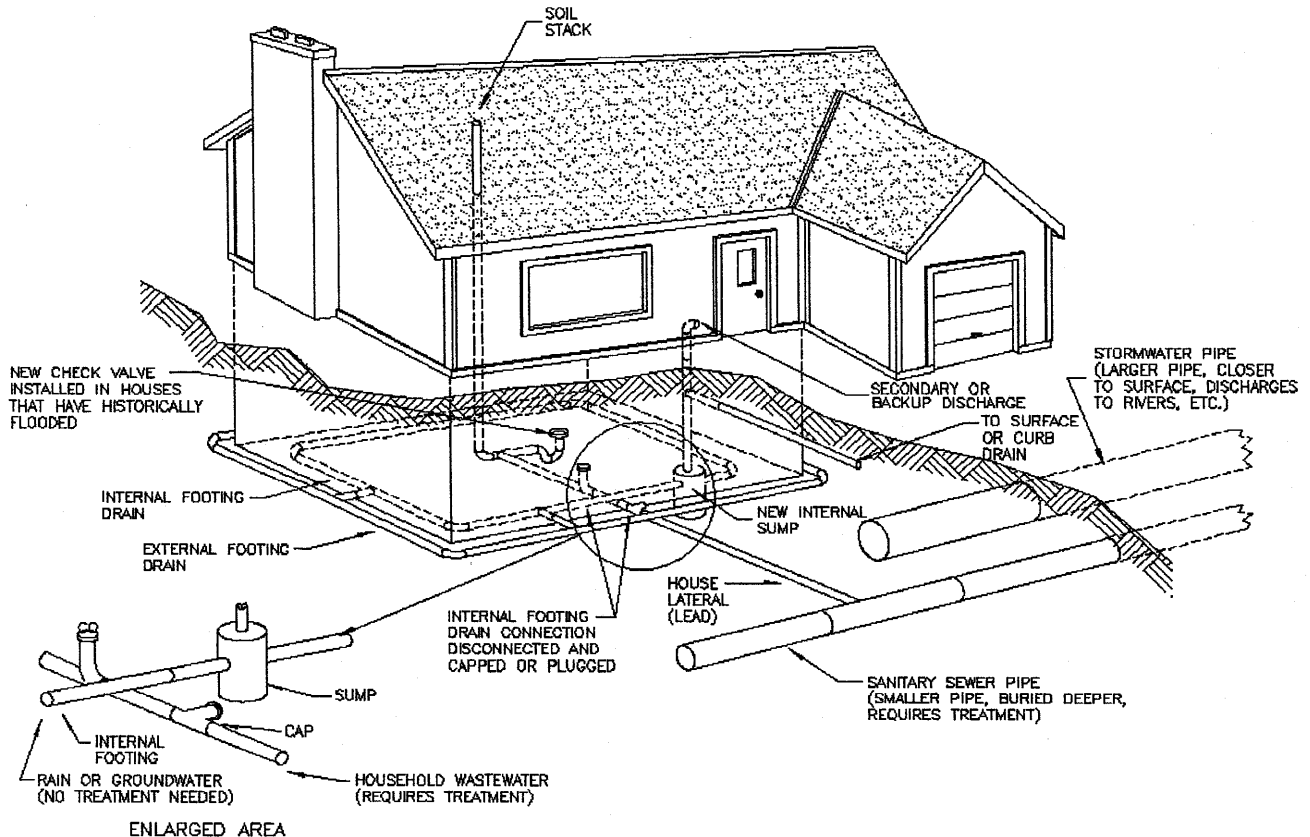 SOIL
STACK
NEW CHECK VALVE
INSTALLED IN HOUSES
THAT HAVE HISTORICALLY
FLOODED
STORMWATER PIPE
(LARGER PIPE, CLOSER
TO SURFACE, DISCHARGES
TO RIVERS, ETC.)
SECONDARY OR
BACKUP DISCHARGE
TO SURFACE
OR CURB
DRAIN
INTERNAL FOOTING
DRAIN
NEW INTERNAL
SUMP
EXTERNAL FOOTING
DRAIN
HOUSE
LATERAL
(LEAD)
INTERNAL FOOTING
DRAIN CONNECTION
DISCONNECTED AND
CAPPED OR PLUGGED
SANITARY SEWER PIPE
(SMALLER PIPE, BURIED DEEPER,
REQUIRES TREATMENT)
SUMP
CAP
INTERNAL
FOOTING
RAIN OR GROUNDWATER
(NO TREATMENT NEEDED)
HOUSEHOLD WASTEWATER
(REQUIRES TREATMENT)
ENLARGED AREA